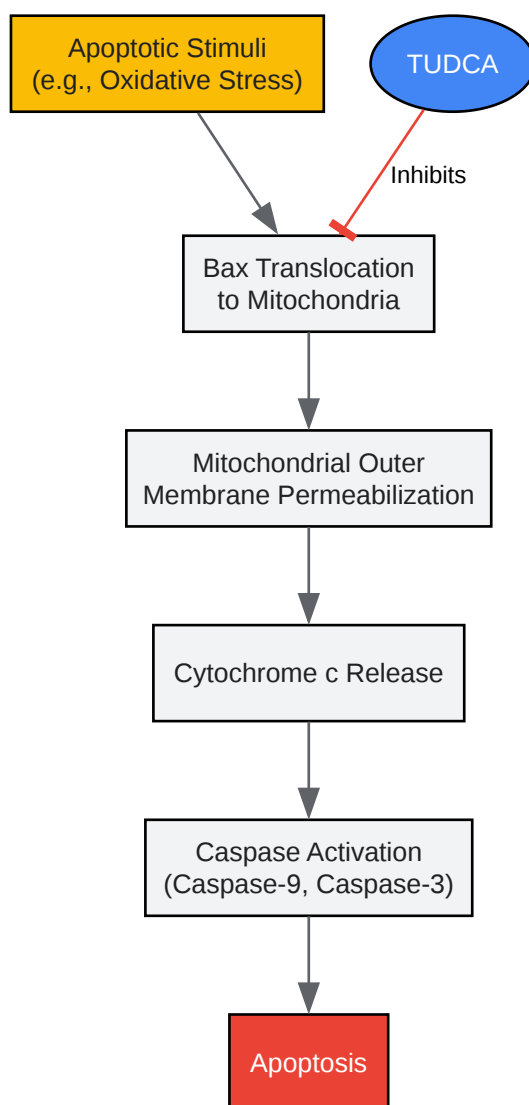 Apoptotic Stimuli
(e.g., Oxidative Stress)
TUDCA
Inhibits
Bax Translocation
to Mitochondria
Mitochondrial Outer
Membrane Permeabilization
Cytochrome c Release
Caspase Activation
(Caspase-9, Caspase-3)
Apoptosis